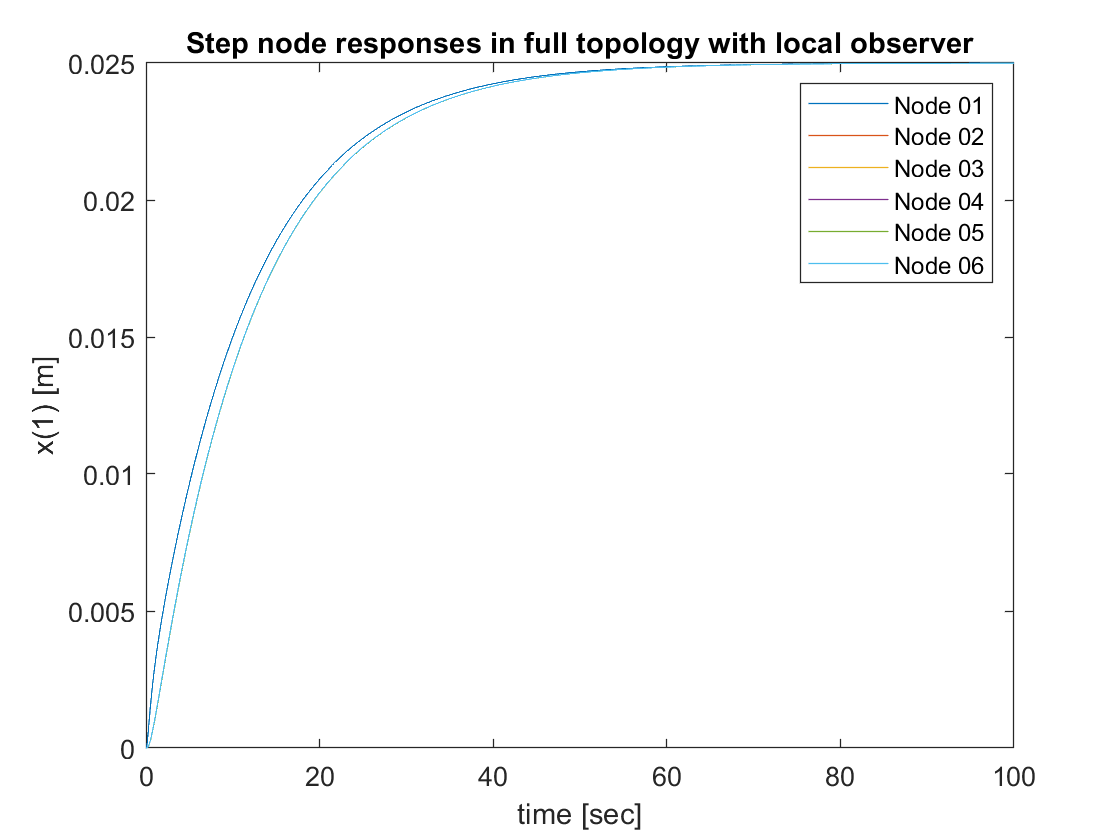 Step node responses in full topology with local observer
0.025
0.02
0.015
0.01
0.005
0
x(1) [m]
Node 01
Node 02
Node 03
Node 04
Node 05
Node 06
0 20 40 60 80 100
time [sec]